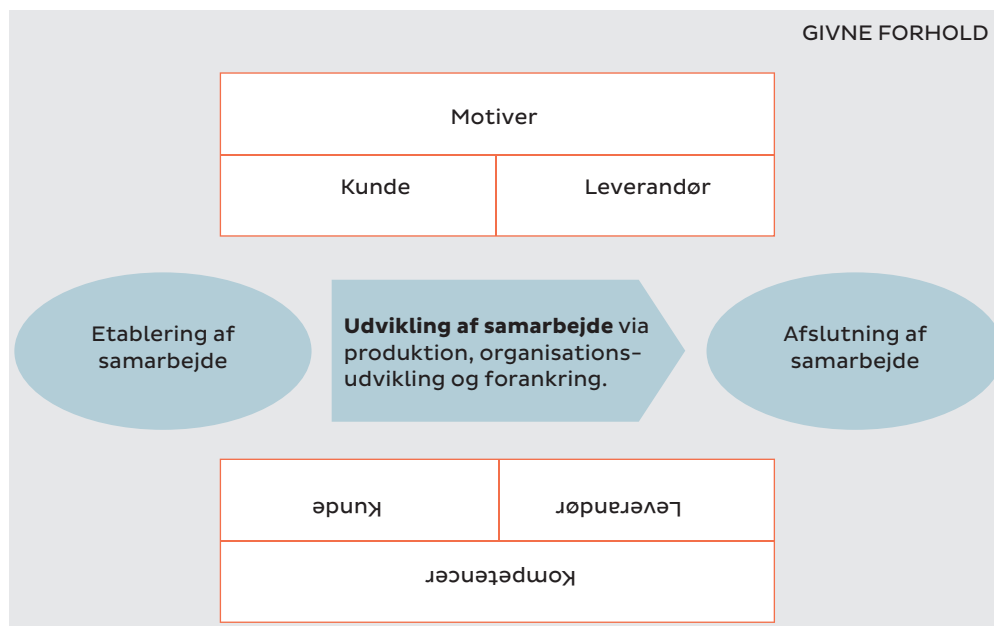 GIVNE FORHOLD
Motiver
Kunde
Leverandør
Etablering af
samarbejde
Udvikling af samarbejde via
produktion, organisations-
udvikling og forankring.
Afslutning af
samarbejde
Kunde
Leverandør
Kompetencer